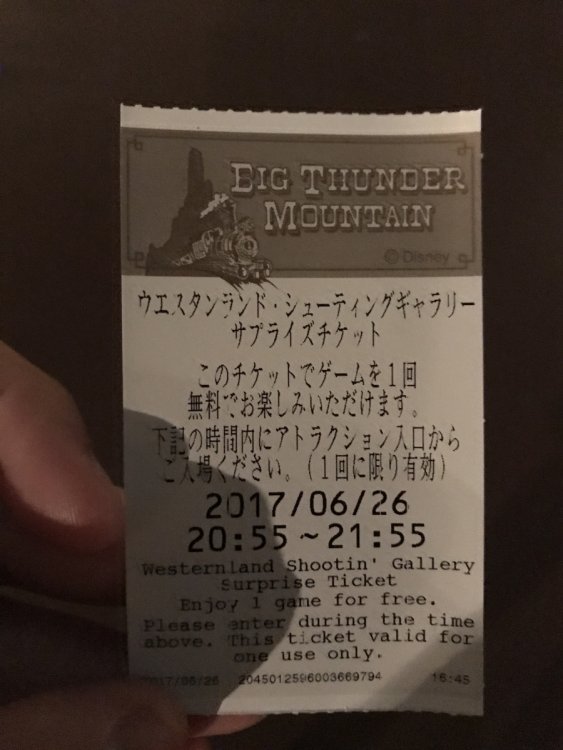 BIG THUNDER
MOUNTAIN
©Disney
ウエスタンランド・シューティングギャラリー
サプライズチケット
このチケットでゲームを1回
無料でお楽しみいただけます。
下記の時間内にアトラクション入口から
ご入場ください。(1回に限り有効)
2017/06/26
20:55～21:55
Westernland Shootin' Gallery
Surprise Ticket
Enjoy 1 game for free.
Please enter during the time
above. This ticket valid for
one use only.
2017/06/26 2045012596003669794 16:45